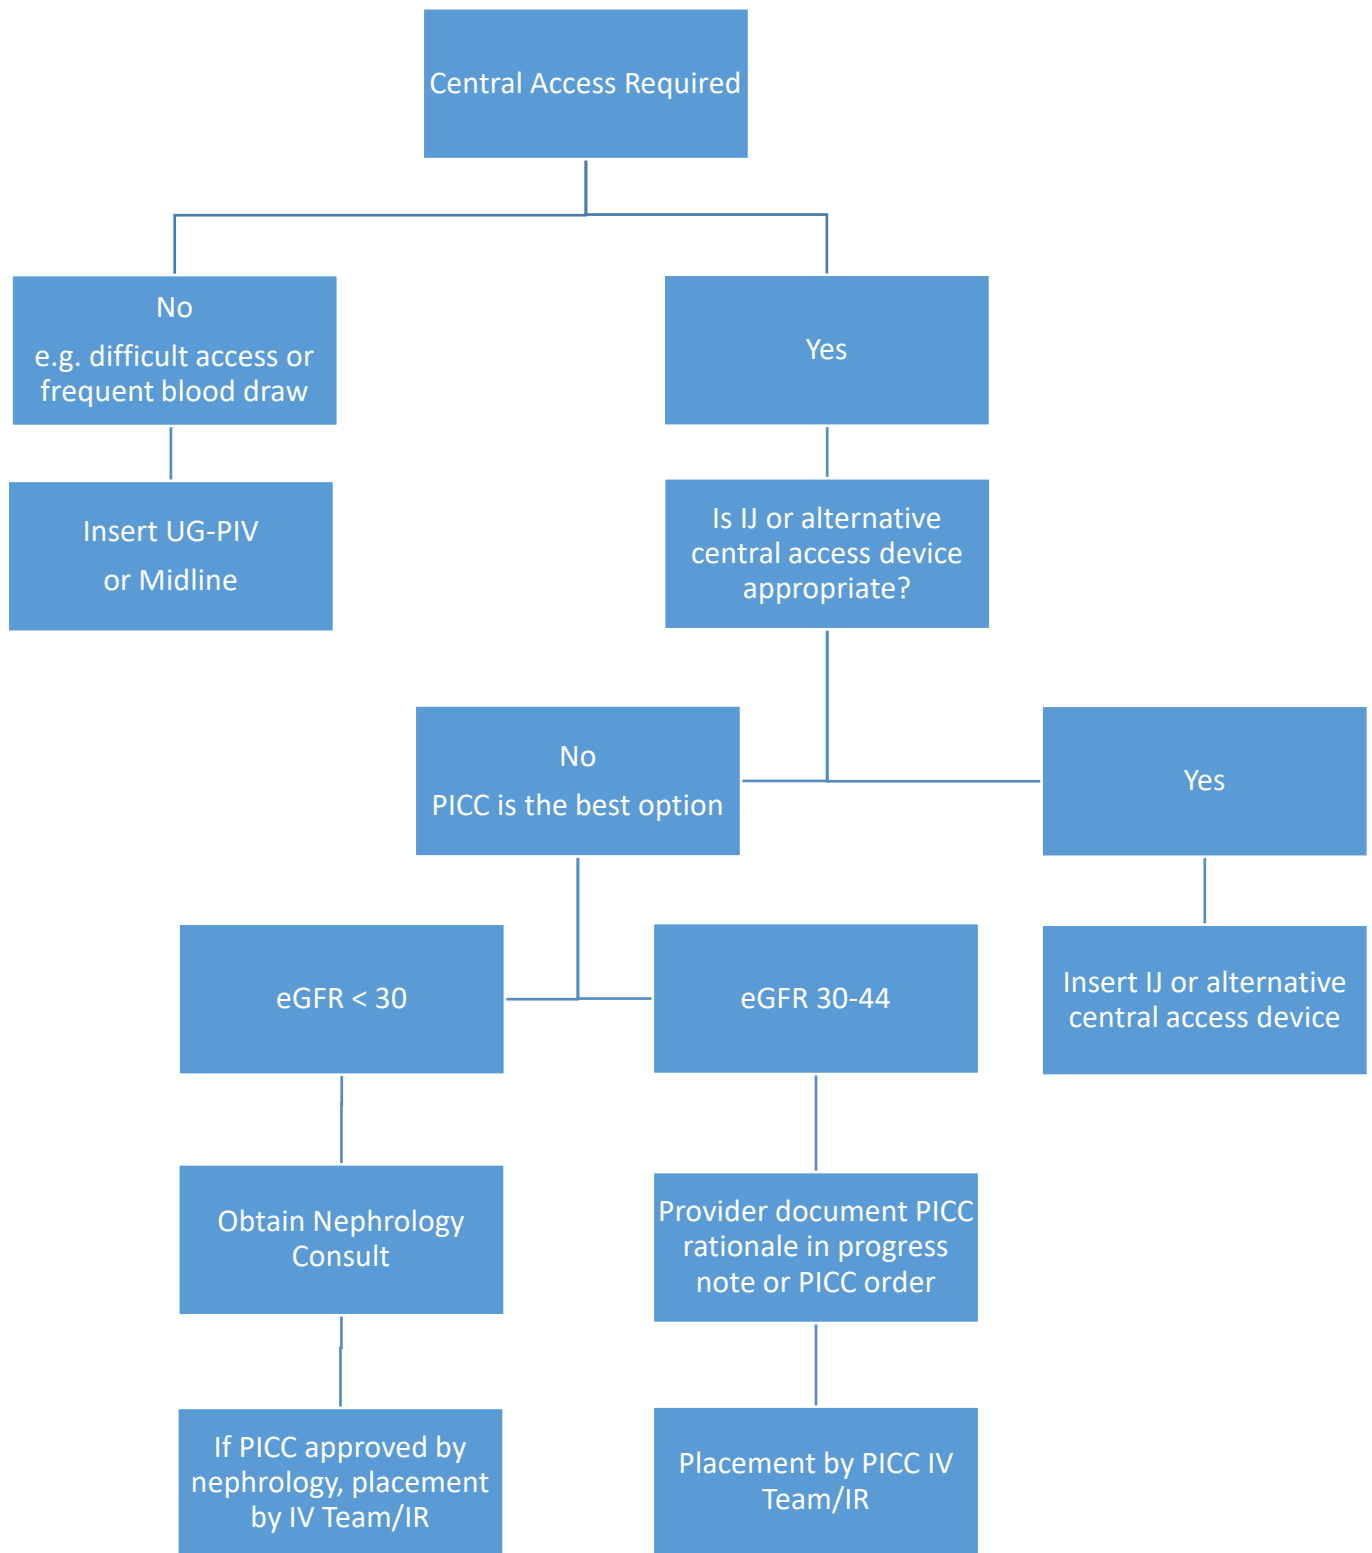 Central Access Required
No
e.g. difficult access or
frequent blood draw
Yes
Insert UG-PIV
or Midline
Is IJ or alternative
central access device
appropriate?
No
PICC is the best option
Yes
eGFR < 30
eGFR 30-44
Insert IJ or alternative
central access device
Obtain Nephrology
Consult
Provider document PICC
rationale in progress
note or PICC order
If PICC approved by
nephrology, placement
by IV Team/IR
Placement by PICC IV
Team/IR